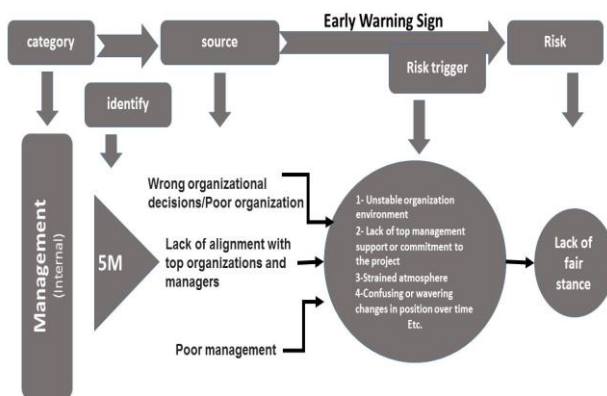 Early Warning Sign
category
source
Risk
Risk trigger
identify
Management
(Internal)
5M
Wrong organizational
decisions/Poor organization
Lack of alignment with
top organizations and
managers
Poor management
1- Unstable organization
environment
2- Lack of top management
support or commitment to
the project
3-Strained atmosphere
4-Confusing or wavering
changes in position over time
Etc.
Lack of
fair
stance